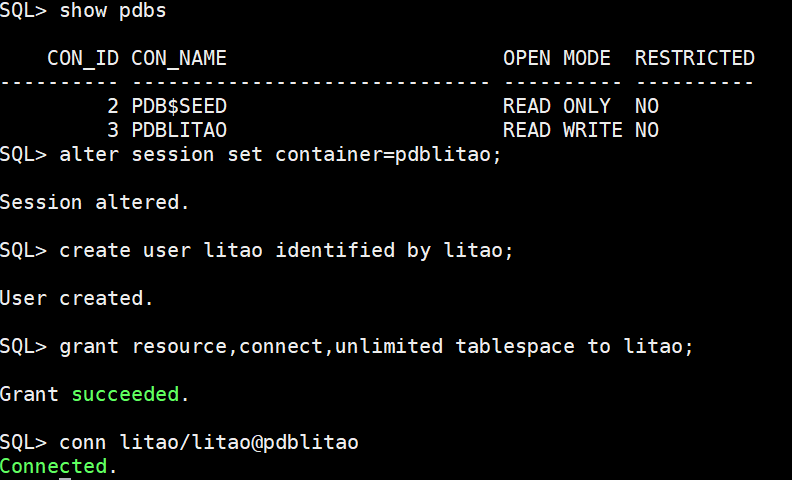 SQL> show pdbs
CON_ID CON_NAME OPEN MODE RESTRICTED
---------- ------------------------------ ---------- ----------
2 PDB$SEED READ ONLY NO
3 PDBLITAO READ WRITE NO
SQL> alter session set container=pdblitao;
Session altered.
SQL> create user litao identified by litao;
User created.
SQL> grant resource,connect,unlimited tablespace to litao;
Grant succeeded.
SQL> conn litao/litao@pdblitao
Connected.